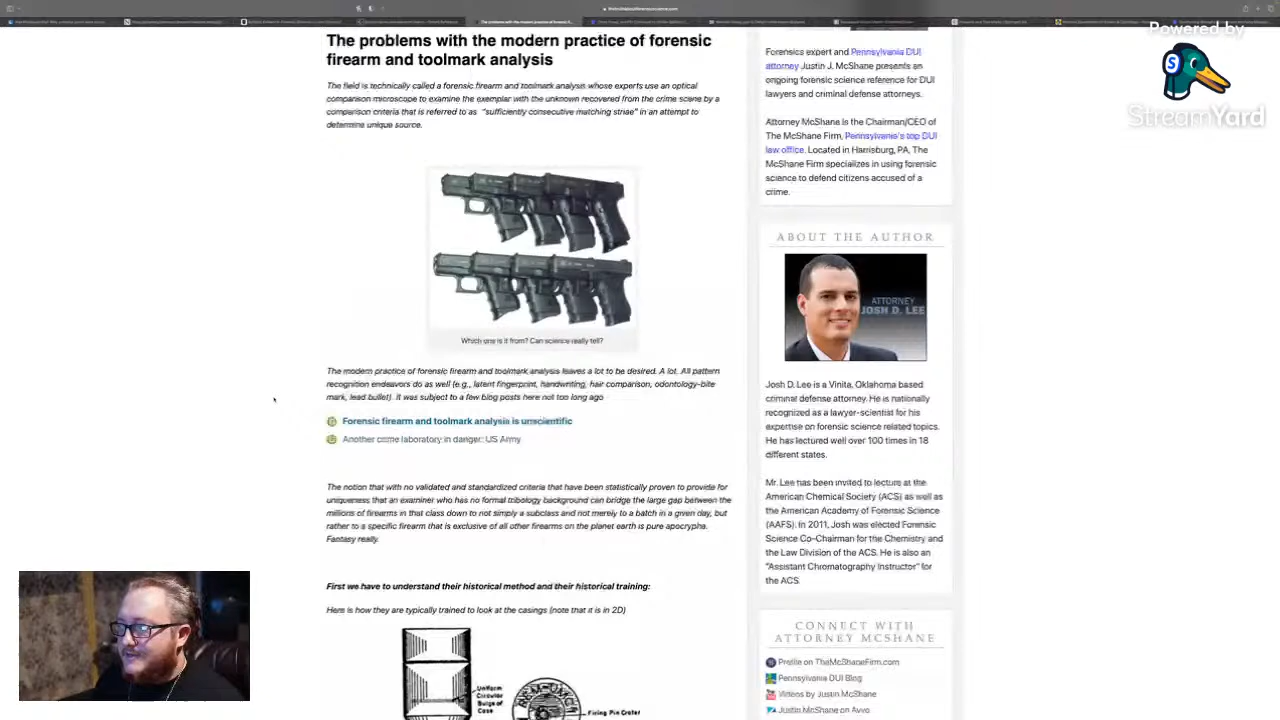 Powered by
StreamYard
The problems with the modern practice of forensic
firearm and toolmark analysis
The field is technically called a forensic firearm and toolmark analysis whose experts use an optical
comparison microscope to examine the exemplar with the unknown recovered from the crime scene by a
comparison criteria that is referred to as "sufficiently consecutive matching striae" in an attempt to
determine unique source.
Which one is it from? Can science really tell?
The modern practice of forensic firearm and toolmark analysis leaves a lot to be desired. A lot. All pattern
recognition endeavors do as well (e.g., latent fingerprint, handwriting, hair comparison, odontology-bite
mark, lead bullet). It was subject to a few blog posts here not too long ago
Forensic firearm and toolmark analysis is unscientific
Another crime laboratory in danger: US Army
The notion that with no validated and standardized criteria that have been statistically proven to provide for
uniqueness that an examiner who has no formal tribology background can bridge the large gap between the
millions of firearms in that class down to not simply a subclass and not merely to a batch in a given day, but
rather to a specific firearm that is exclusive of all other firearms on the planet earth is pure apocrypha.
Fantasy really.
First we have to understand their historical method and their historical training:
Here is how they are typically trained to look at the casings (note that it is in 2D)
Uniform
Circular
Bulge of
Case
Firing Pin Crater
Forensics expert and Pennsylvania DUI
attorney Justin J. McShane presents an
ongoing forensic science reference for DUI
lawyers and criminal defense attorneys.
Attorney McShane is the Chairman/CEO of
The McShane Firm, Pennsylvania's top DUI
law office. Located in Harrisburg, PA, The
McShane Firm specializes in using forensic
science to defend citizens accused of a
crime.
ABOUT THE AUTHOR
ATTORNEY
JOSH D. LEE
Josh D. Lee is a Vinita, Oklahoma based
criminal defense attorney. He is nationally
recognized as a lawyer-scientist for his
expertise on forensic science related topics.
He has lectured well over 100 times in 18
different states.
Mr. Lee has been invited to lecture at the
American Chemical Society (ACS) as well as
the American Academy of Forensic Science
(AAFS). In 2011, Josh was elected Forensic
Science Co-Chairman for the Chemistry and
the Law Division of the ACS. He is also an
"Assistant Chromatography Instructor" for
the ACS.
CONNECT WITH
ATTORNEY MCSHANE
Profile on TheMcShaneFirm.com
Pennsylvania DUI Blog
Videos by Justin McShane
Justin McShane on Avvo